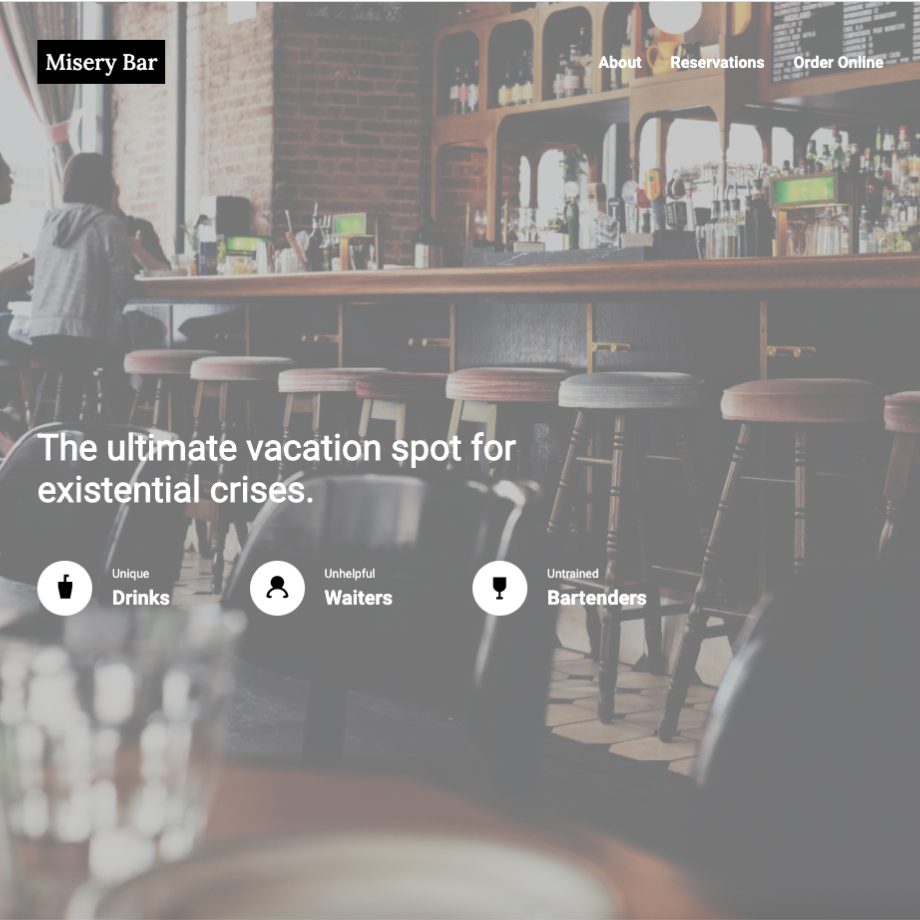 Misery Bar
About
Reservations
Order Online
The ultimate vacation spot for
existential crises.
Unique
Drinks
Unhelpful
Waiters
Untrained
Bartenders